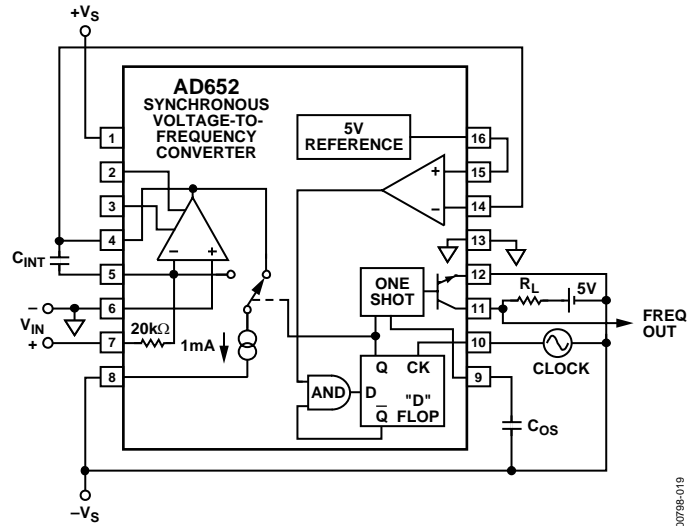 +VS
AD652
SYNCHRONOUS
VOLTAGE-TO-
FREQUENCY
CONVERTER
5V
REFERENCE
1
2
3
4
5
6
7
8
16
15
14
13
12
11
10
9
+
–
–
+
CINT
–
VIN
+
20kΩ
1mA
ONE
SHOT
RL
5V
FREQ
OUT
CLOCK
Q
CK
AND
D
"D"
Q
FLOP
COS
–VS
00798-019